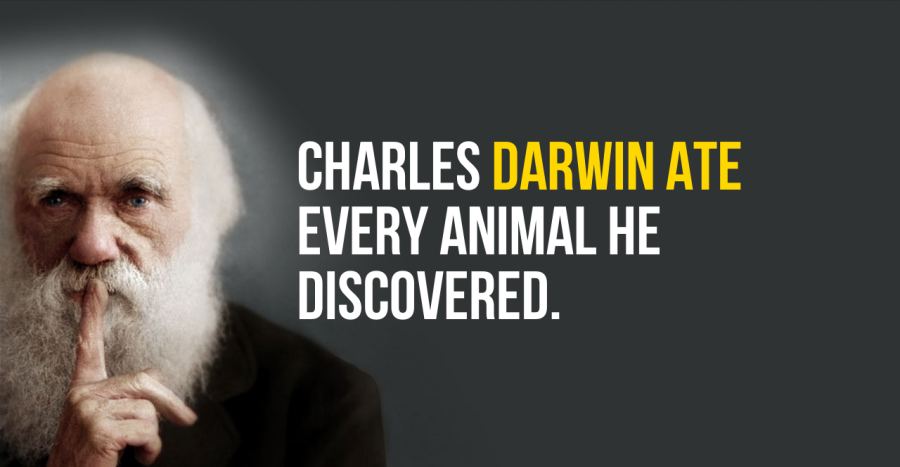 CHARLES DARWIN ATE
EVERY ANIMAL HE
DISCOVERED.